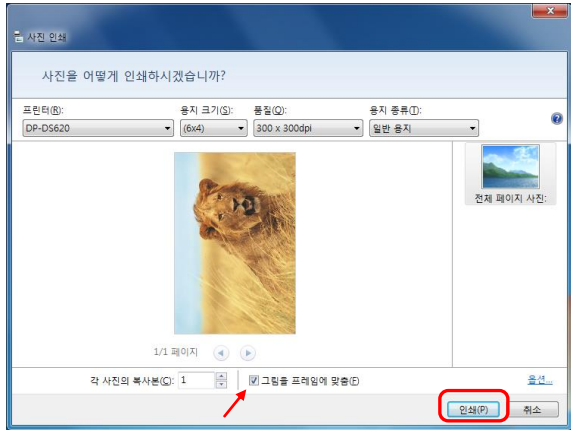 사진 인쇄
사진을 어떻게 인쇄하시겠습니까?
프린터(R): 용지 크기(S): 품질(Q): 용지 종류(T):
DP-DS620 (6x4) 300 x 300dpi 일반 용지
전체 페이지 사진:
1/1 페이지
각 사진의 복사본(C): 1 그림을 프레임에 맞춤(F) 옵션...
인쇄(P) 취소